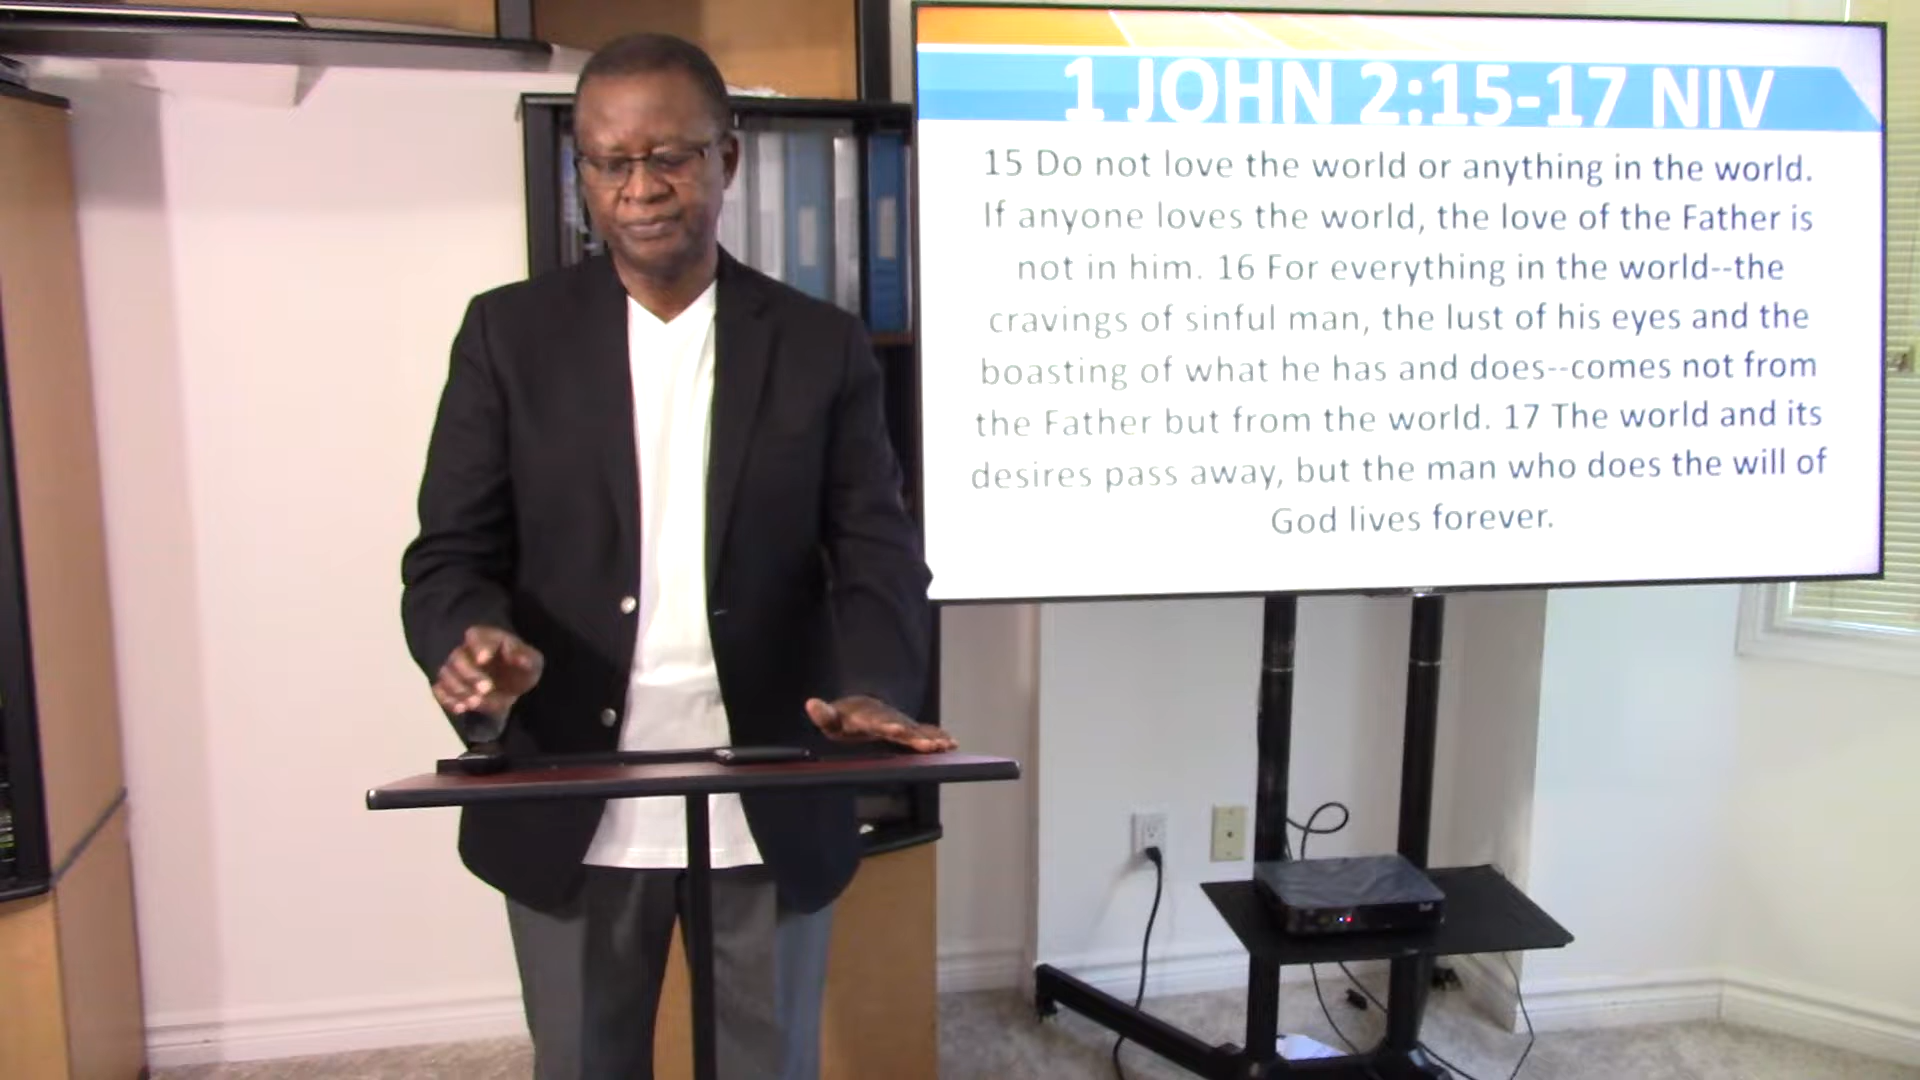 1 JOHN 2:15-17 NIV
15 Do not love the world or anything in the world.
If anyone loves the world, the love of the Father is
not in him. 16 For everything in the world--the
cravings of sinful man, the lust of his eyes and the
boasting of what he has and does--comes not from
the Father but from the world. 17 The world and its
desires pass away, but the man who does the will of
God lives forever.